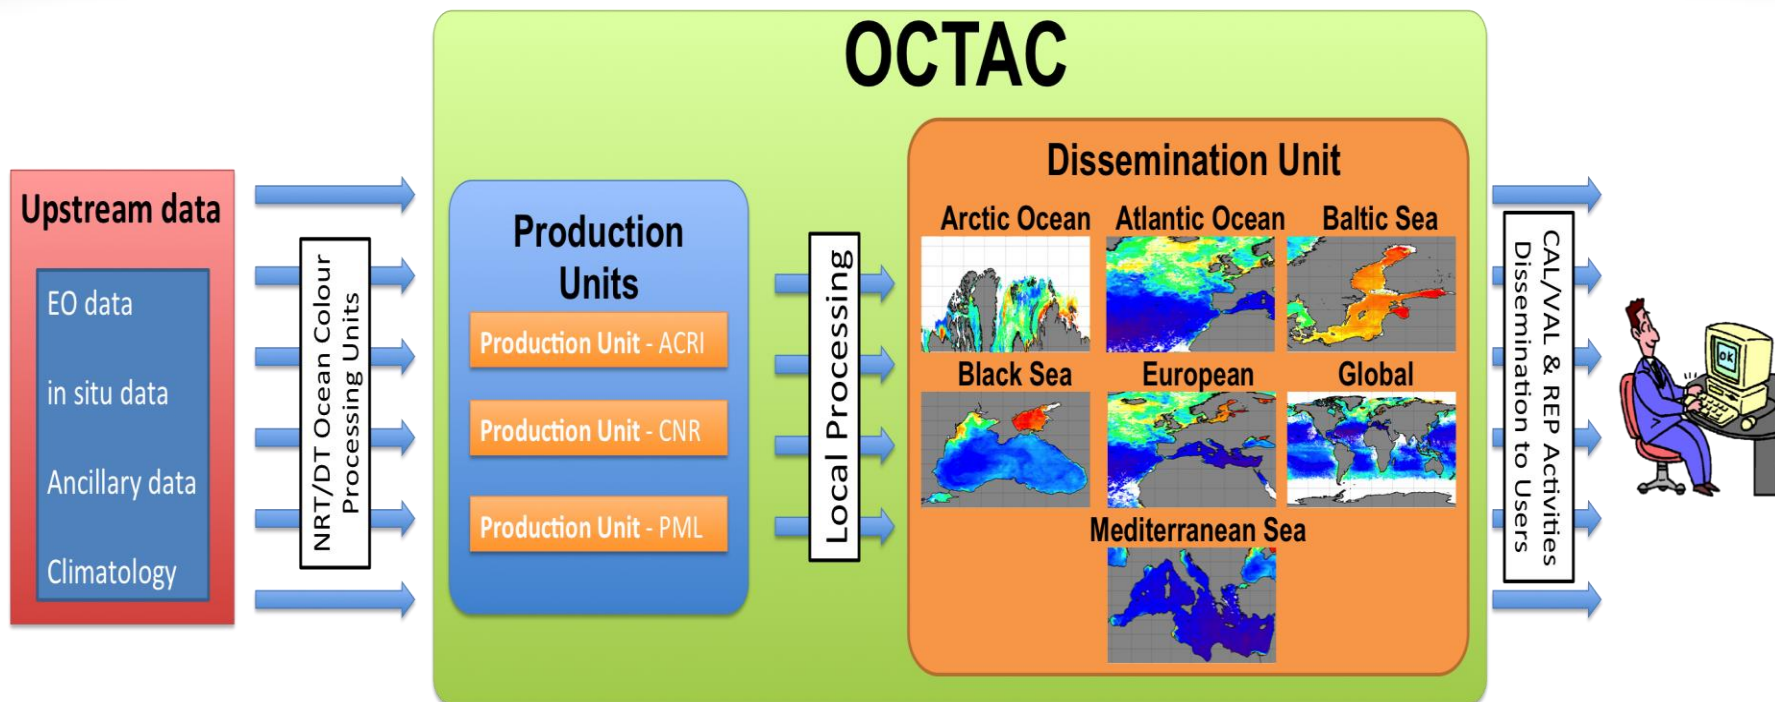 OCTAC
Upstream data
EO data
in situ data
Ancillary data
Climatology
NRT/DT Ocean Colour
Processing Units
Production
Units
Production Unit - ACRI
Production Unit - CNR
Production Unit - PML
Local Processing
Dissemination Unit
Arctic Ocean
Atlantic Ocean
Baltic Sea
Black Sea
European
Global
Mediterranean Sea
CAL/VAL & REP Activities
Dissemination to Users
OK